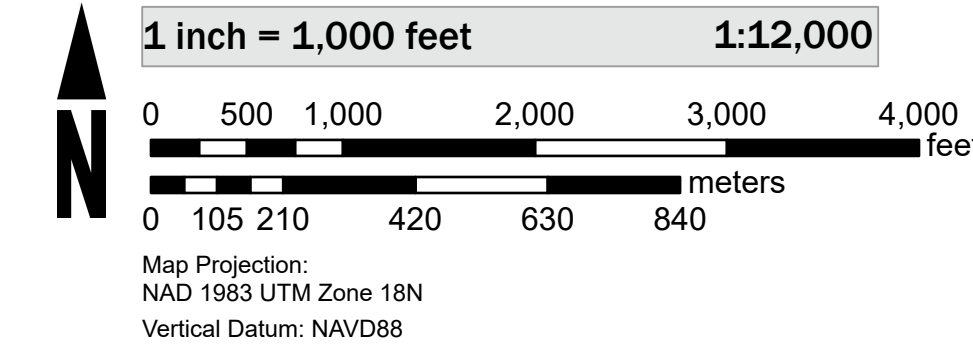 1 inch = 1,000 feet 1:12,000
0 500 1,000 2,000 3,000 4,000
feet
meters
0 105 210 420 630 840
N
Map Projection:
NAD 1983 UTM Zone 18N
Vertical Datum: NAVD88